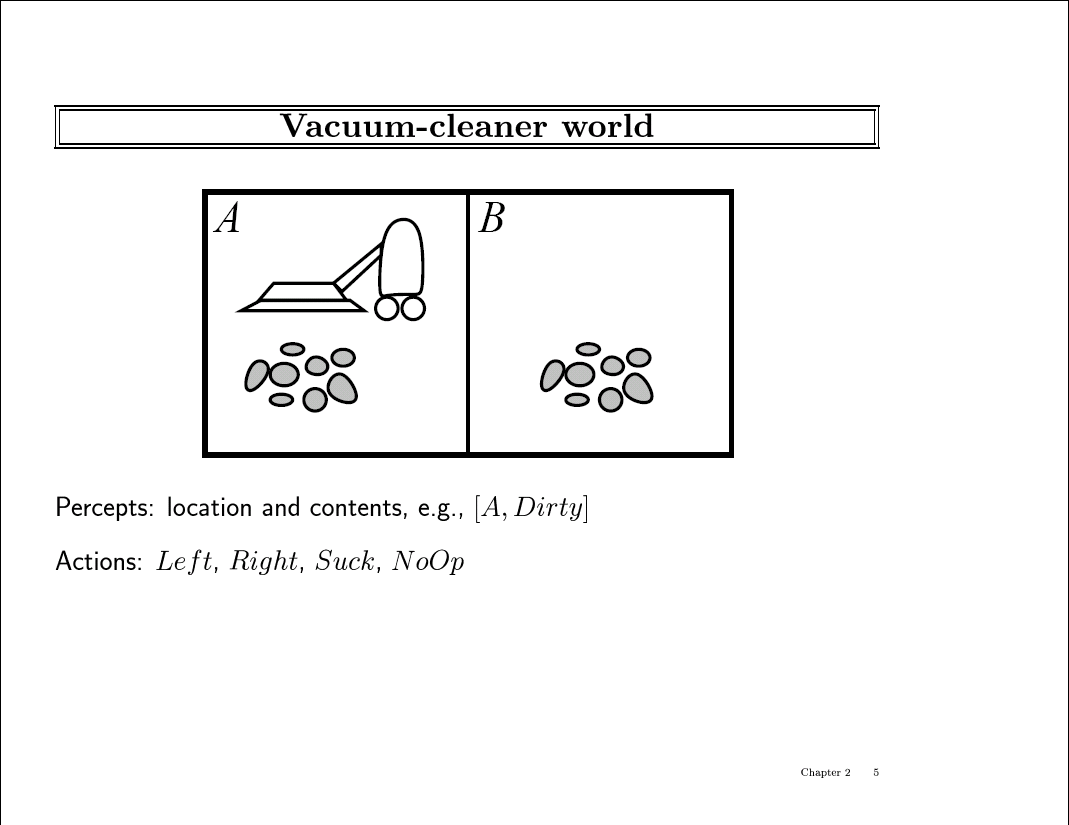 Vacuum-cleaner world
A B
Percepts: location and contents, e.g., [A, Dirty]
Actions: Left, Right, Suck, NoOp
Chapter 2 5